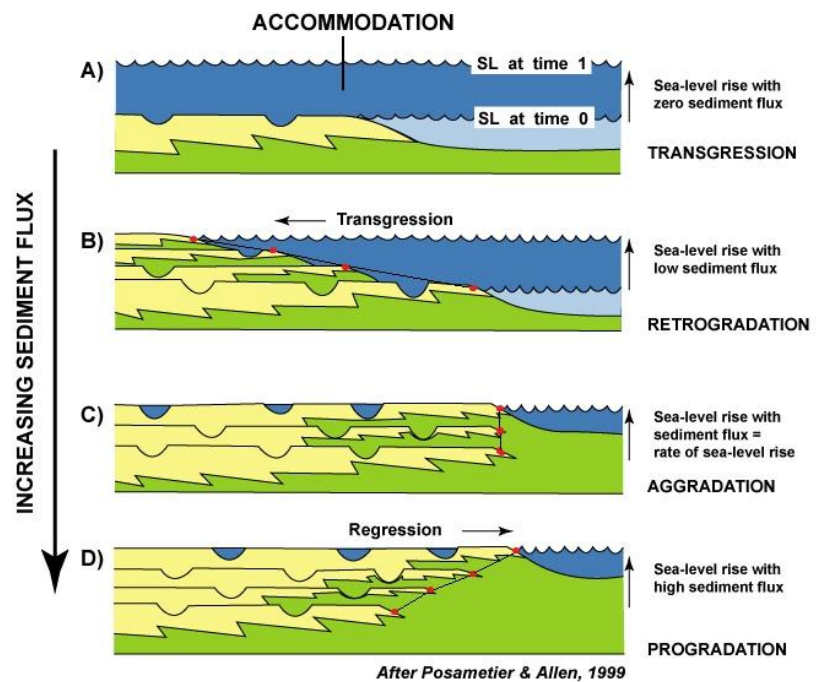 ACCOMMODATION
A)
SL at time 1
SL at time 0
Sea-level rise with
zero sediment flux
TRANSGRESSION
INCREASING SEDIMENT FLUX
B)
Transgression
Sea-level rise with
low sediment flux
RETROGRADATION
C)
Sea-level rise with
sediment flux =
rate of sea-level rise
AGGRADATION
Regression
D)
Sea-level rise with
high sediment flux
PROGRADATION
After Posametier & Allen, 1999